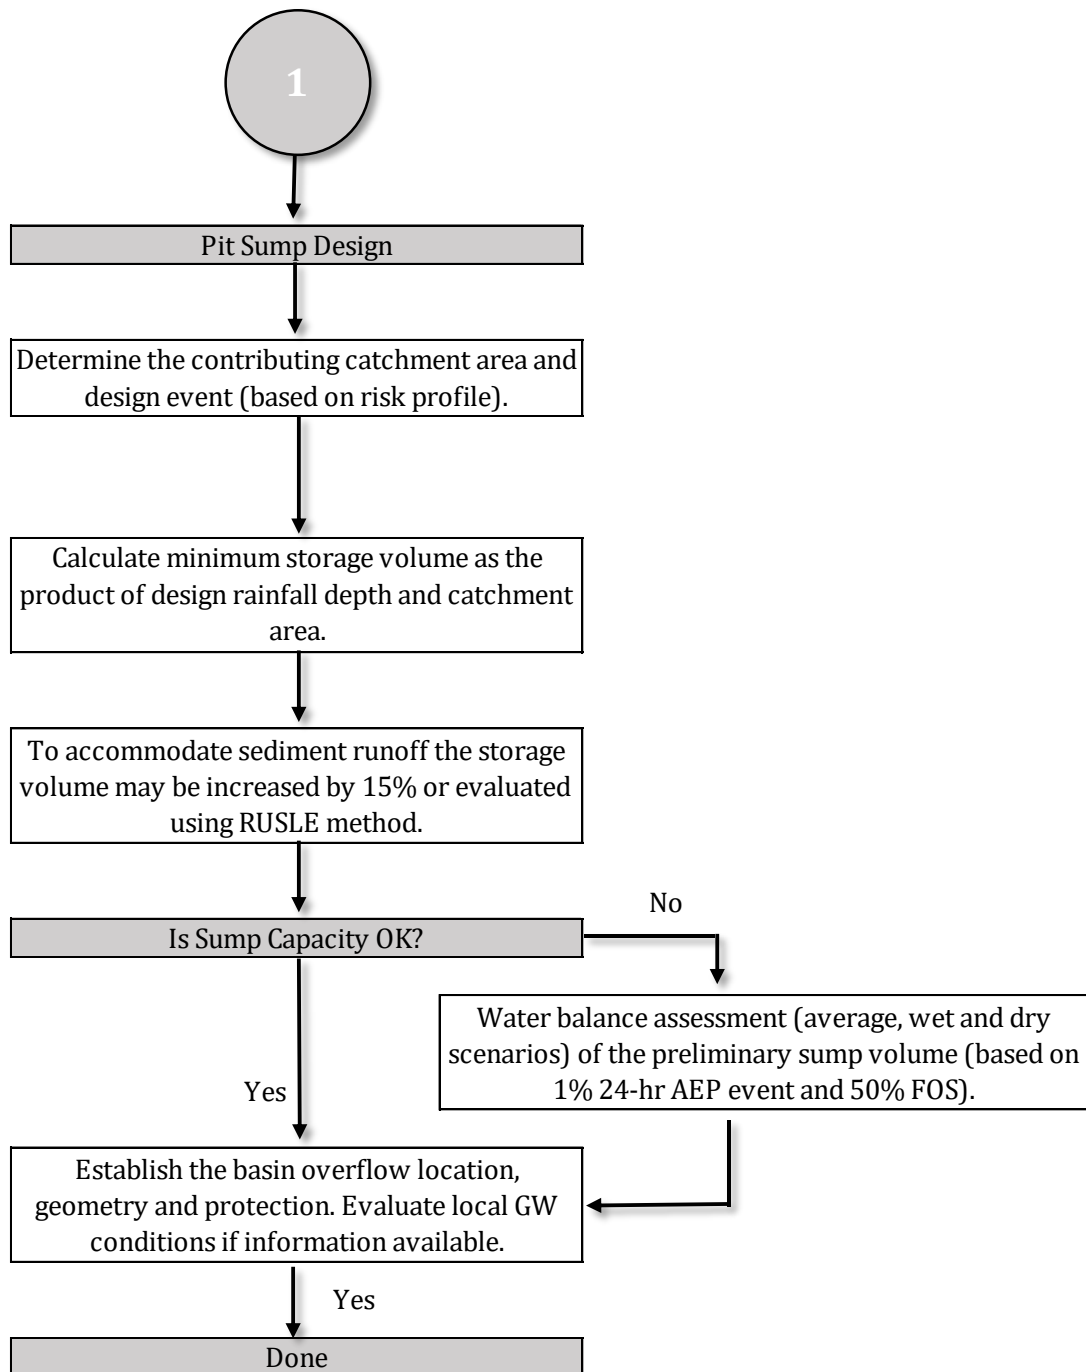 1
Pit Sump Design
Determine the contributing catchment area and
design event (based on risk profile).
Calculate minimum storage volume as the
product of design rainfall depth and catchment
area.
To accommodate sediment runoff the storage
volume may be increased by 15% or evaluated
using RUSLE method.
No
Is Sump Capacity OK?
Water balance assessment (average, wet and dry
scenarios) of the preliminary sump volume (based on
1% 24-hr AEP event and 50% FOS).
Yes
Establish the basin overflow location,
geometry and protection. Evaluate local GW
conditions if information available.
Yes
Done